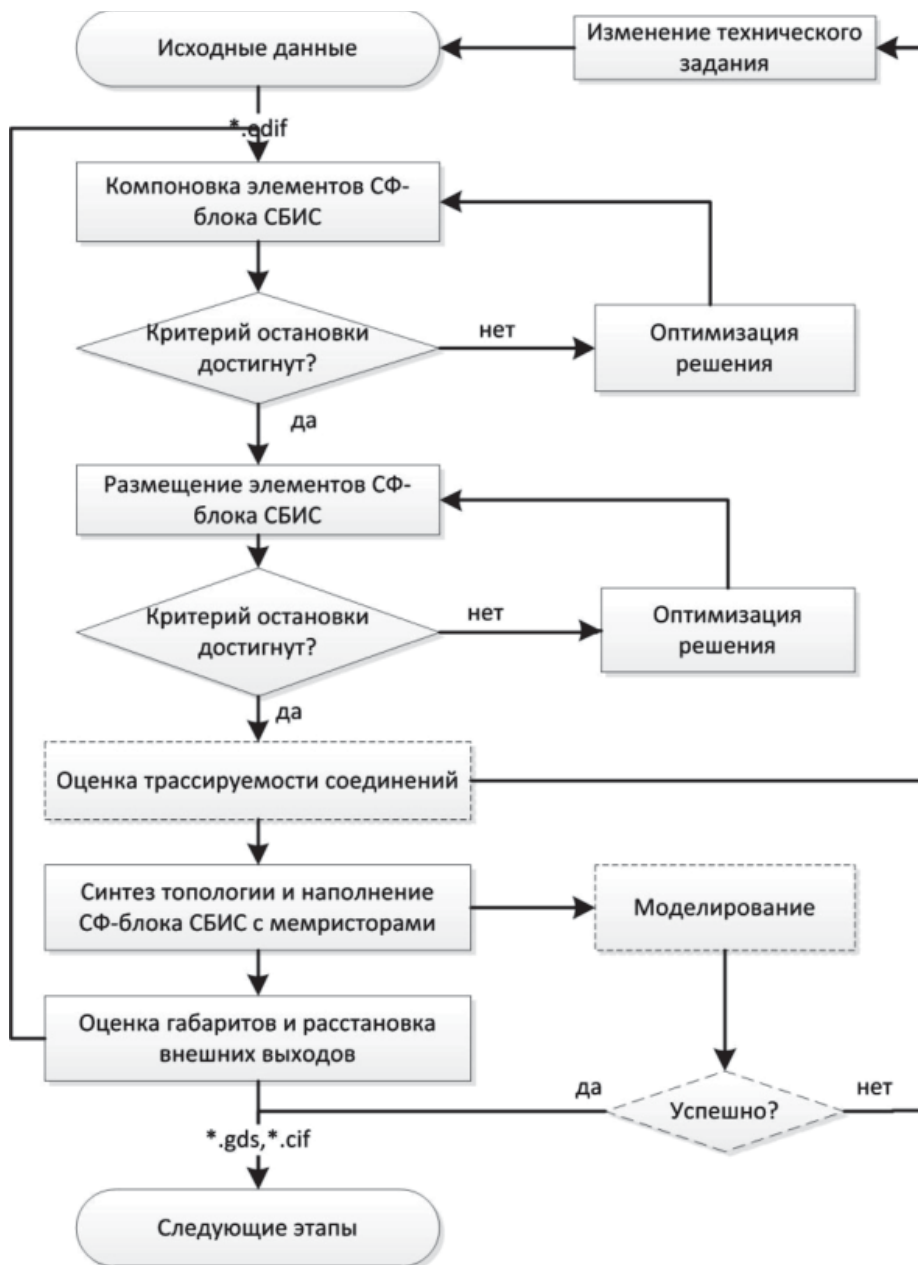 Исходные данные
Изменение технического
задания
*.edif
Компоновка элементов СФ-
блока СБИС
Критерий остановки
достигнут?
нет
Оптимизация
решения
да
Размещение элементов СФ-
блока СБИС
Критерий остановки
достигнут?
нет
Оптимизация
решения
да
Оценка трассируемости соединений
Синтез топологии и наполнение
СФ-блока СБИС с мемристорами
Моделирование
Оценка габаритов и расстановка
внешних выходов
да
Успешно?
нет
*.gds,*.cif
Следующие этапы